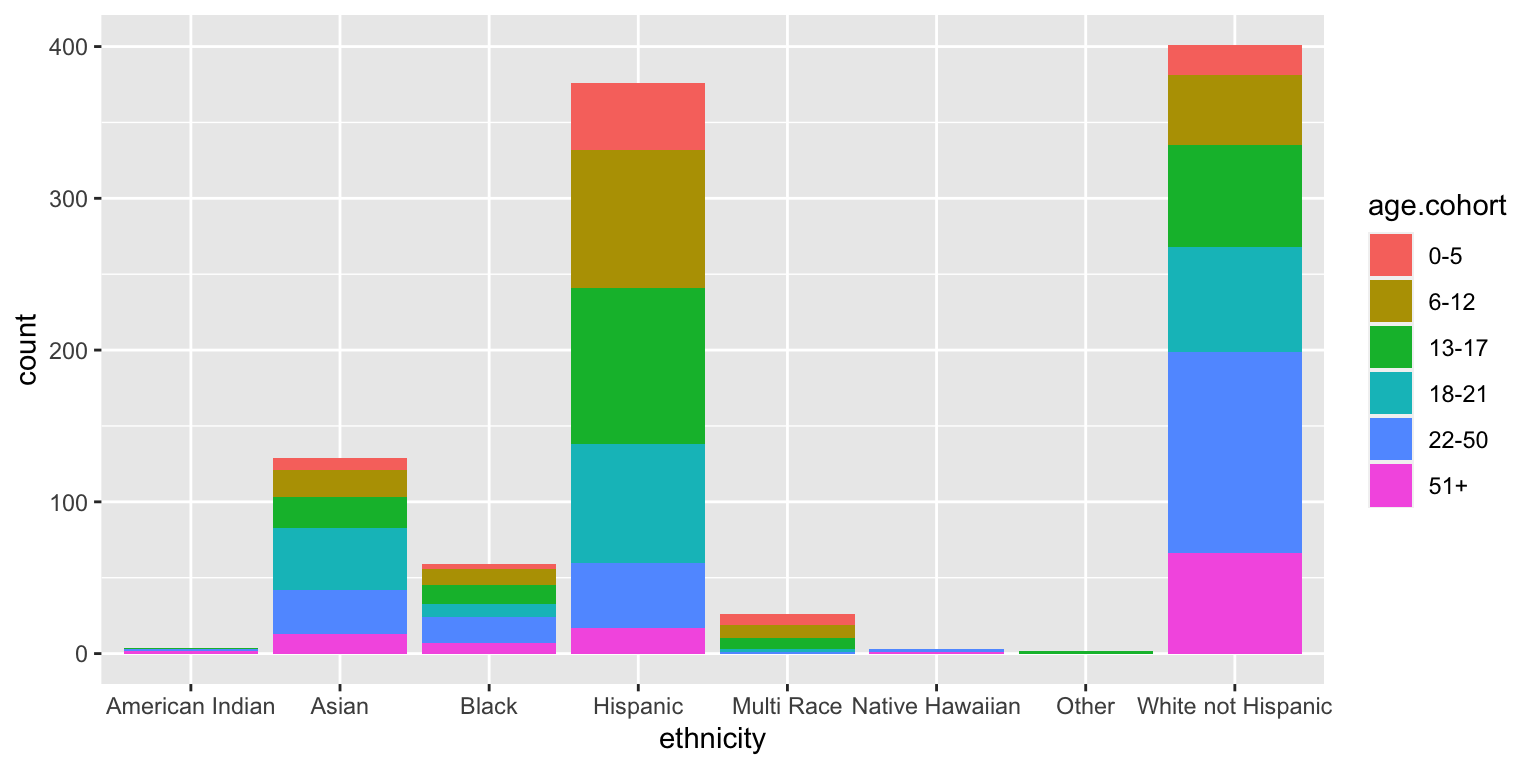 400
300
200
100
0
count
American Indian Asian Black Hispanic Multi Race Native Hawaiian Other White not Hispanic
ethnicity
age.cohort
0-5
6-12
13-17
18-21
22-50
51+